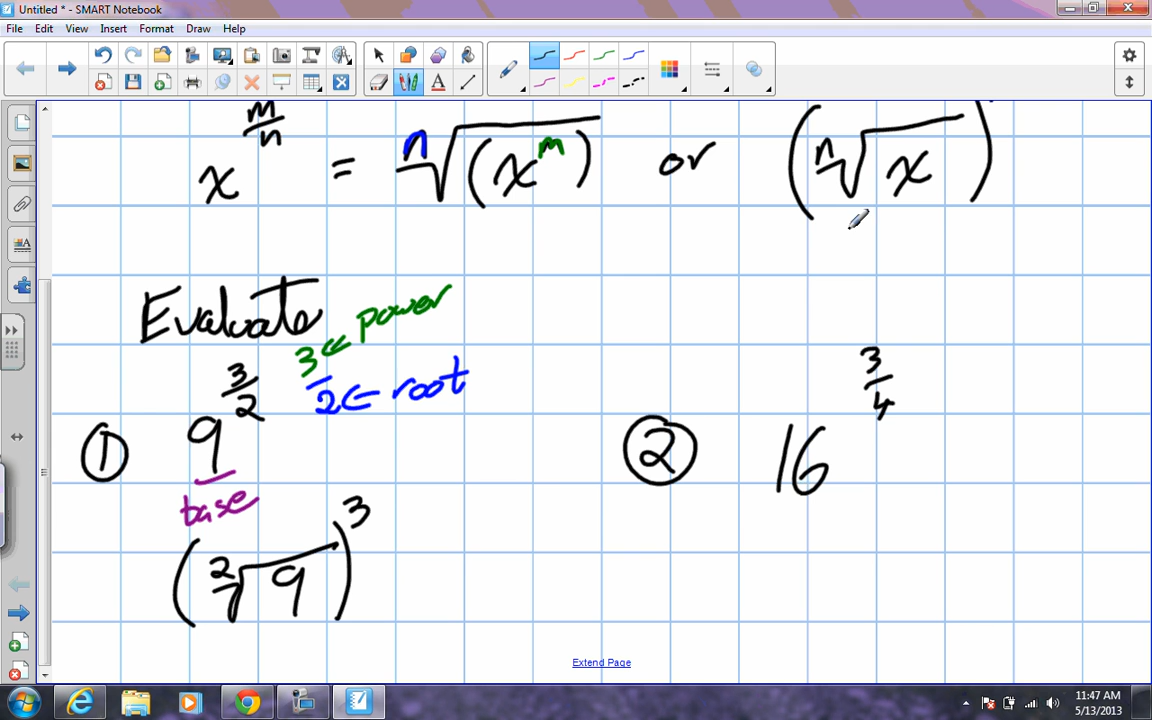 Untitled * - SMART Notebook
File Edit View Insert Format Draw Help
x^(m/n) = ⁿ√(x^m) or (ⁿ√x)
Evaluate
3 ← power
2 ← root
① 9^(3/2)
base
(²√9)³
② 16^(3/4)
Extend Page
11:47 AM
5/13/2013